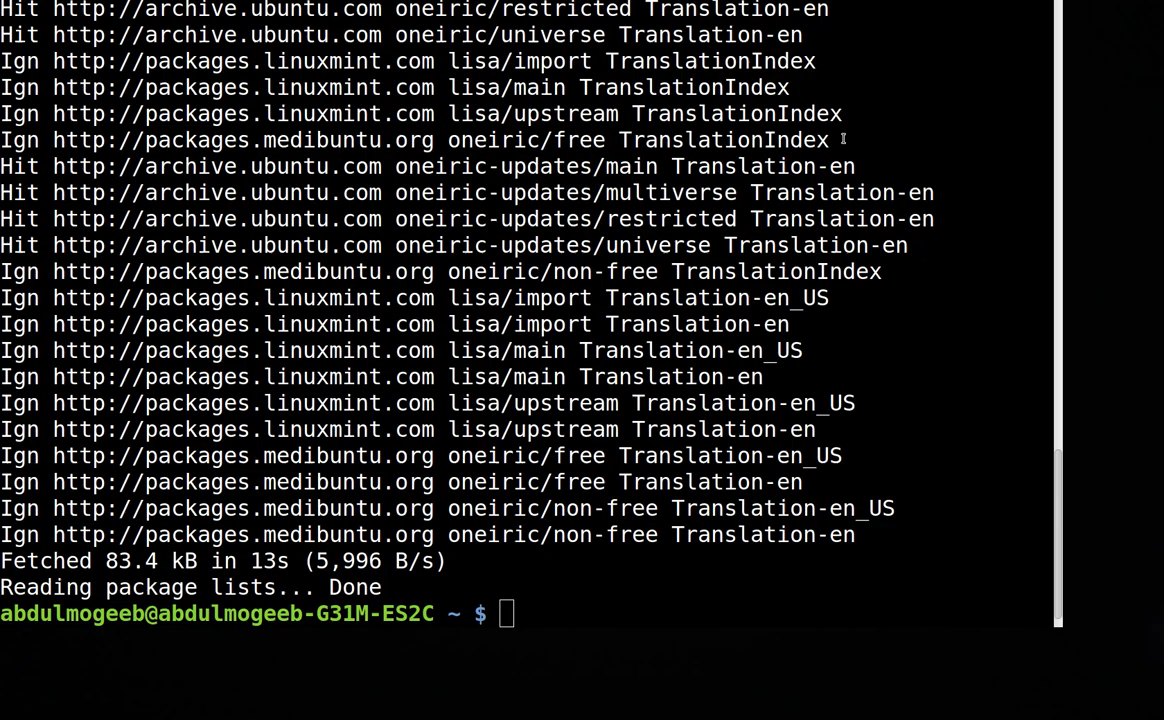 Hit http://archive.ubuntu.com oneiric/restricted Translation-en
Hit http://archive.ubuntu.com oneiric/universe Translation-en
Ign http://packages.linuxmint.com lisa/import TranslationIndex
Ign http://packages.linuxmint.com lisa/main TranslationIndex
Ign http://packages.linuxmint.com lisa/upstream TranslationIndex
Ign http://packages.medibuntu.org oneiric/free TranslationIndex
Hit http://archive.ubuntu.com oneiric-updates/main Translation-en
Hit http://archive.ubuntu.com oneiric-updates/multiverse Translation-en
Hit http://archive.ubuntu.com oneiric-updates/restricted Translation-en
Hit http://archive.ubuntu.com oneiric-updates/universe Translation-en
Ign http://packages.medibuntu.org oneiric/non-free TranslationIndex
Ign http://packages.linuxmint.com lisa/import Translation-en_US
Ign http://packages.linuxmint.com lisa/import Translation-en
Ign http://packages.linuxmint.com lisa/main Translation-en_US
Ign http://packages.linuxmint.com lisa/main Translation-en
Ign http://packages.linuxmint.com lisa/upstream Translation-en_US
Ign http://packages.linuxmint.com lisa/upstream Translation-en
Ign http://packages.medibuntu.org oneiric/free Translation-en_US
Ign http://packages.medibuntu.org oneiric/free Translation-en
Ign http://packages.medibuntu.org oneiric/non-free Translation-en_US
Ign http://packages.medibuntu.org oneiric/non-free Translation-en
Fetched 83.4 kB in 13s (5,996 B/s)
Reading package lists... Done
abdulmogeeb@abdulmogeeb-G31M-ES2C ~ $